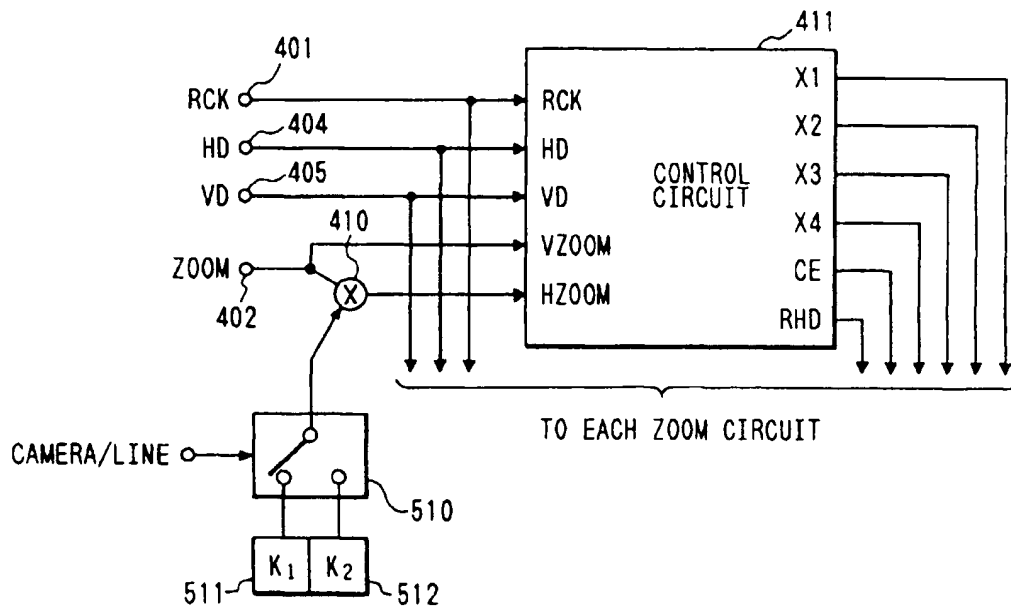 411
401
RCK
RCK
X1
404
HD
HD
X2
405
VD
VD
CONTROL
CIRCUIT
X3
410
X4
ZOOM
X
VZOOM
CE
402
HZOOM
RHD
TO EACH ZOOM CIRCUIT
CAMERA/LINE
510
K1
K2
511
512